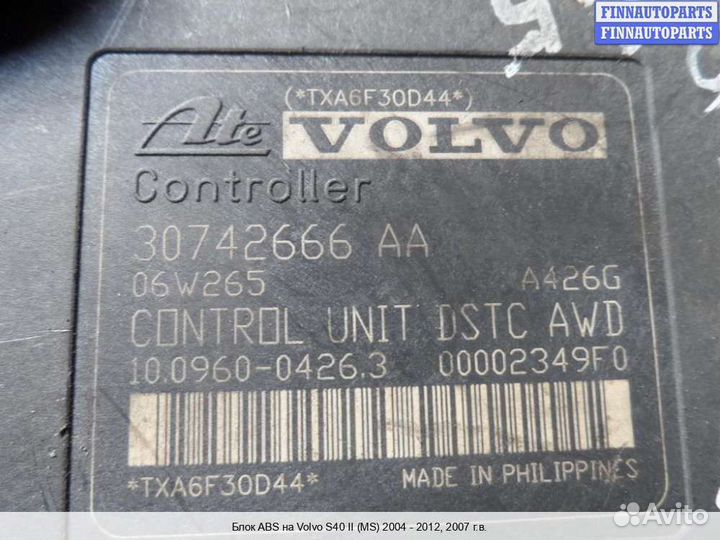 FINNAUTOPARTS
FINNAUTOPARTS
(*TXA6F30D44*)
Ate VOLVO
Controller
30742666 AA
06W265 A426G
CONTROL UNIT DSTC AWD
10.0960-0426.3 00002349F0
*TXA6F30D44* MADE IN PHILIPPINES
Avito
Блок ABS на Volvo S40 II (MS) 2004 - 2012, 2007 г.в.